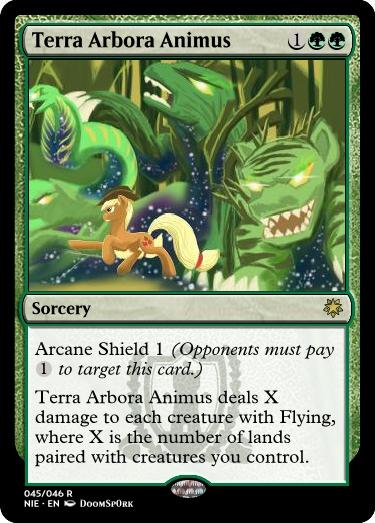 Terra Arbora Animus 1
Sorcery
Arcane Shield 1 (Opponents must pay
1 to target this card.)
Terra Arbora Animus deals X
damage to each creature with Flying,
where X is the number of lands
paired with creatures you control.
045/046 R
NIE • EN DoomSp0rk